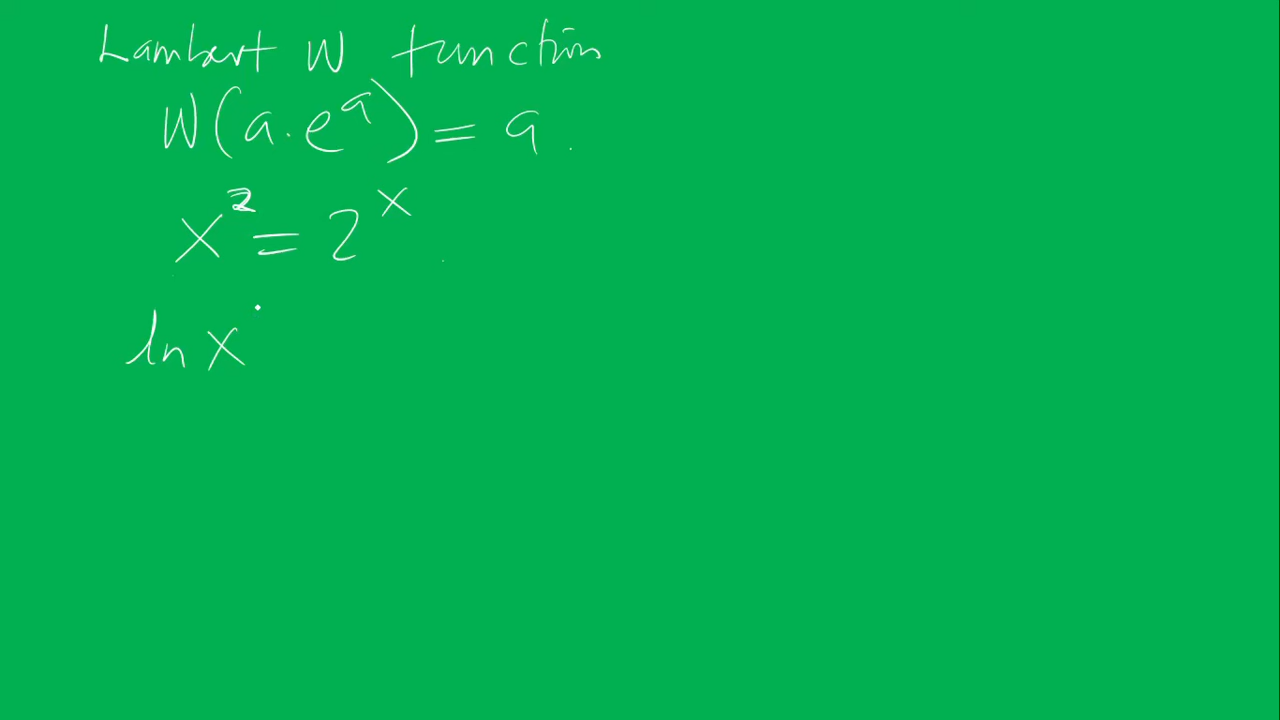 Lambert W function
W(a.e^a) = a
x^2 = 2^x
ln x